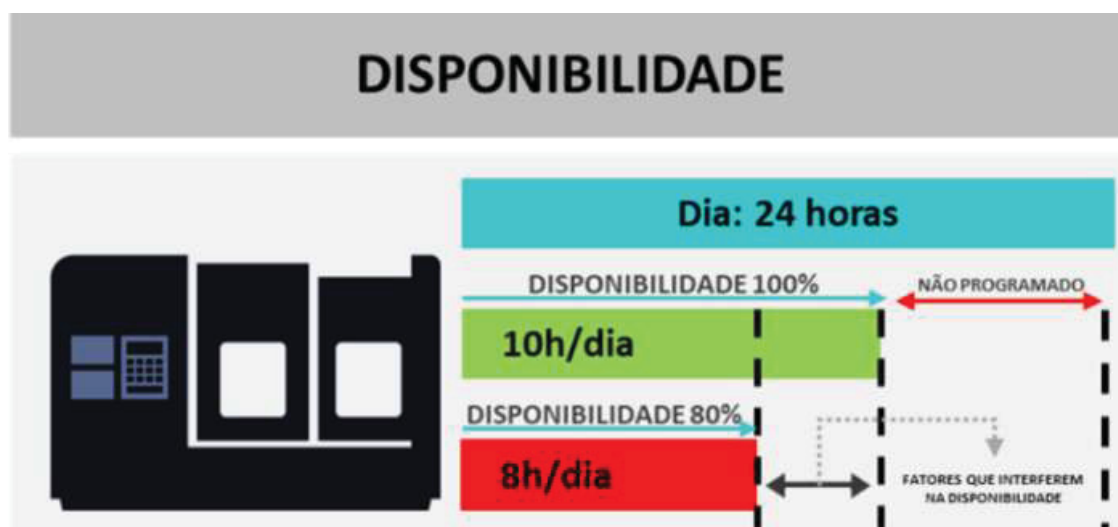 DISPONIBILIDADE
Dia: 24 horas
DISPONIBILIDADE 100%
NÃO PROGRAMADO
10h/dia
DISPONIBILIDADE 80%
8h/dia
FATORES QUE INTERFEREM
NA DISPONIBILIDADE